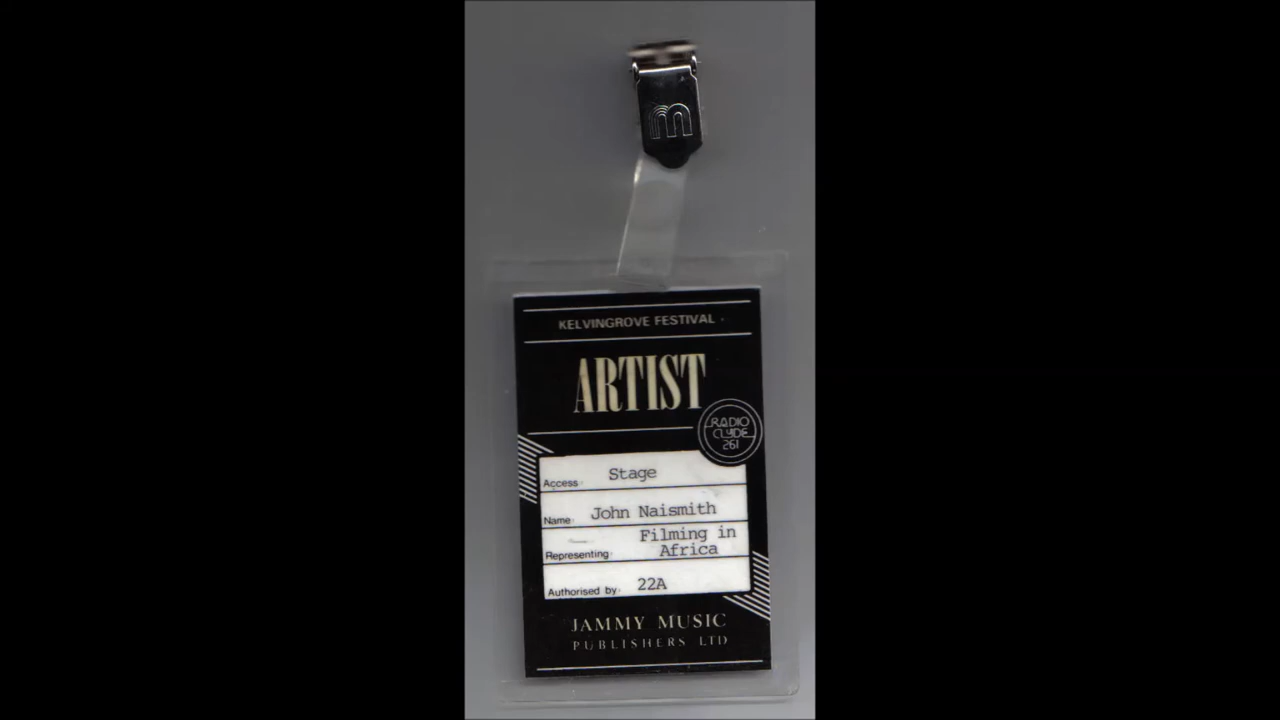 m
KELVINGROVE FESTIVAL
ARTIST
RADIO
CLYDE
261
Access: Stage
Name: John Naismith
Representing: Filming in
Africa
Authorised by: 22A
JAMMY MUSIC
PUBLISHERS LTD